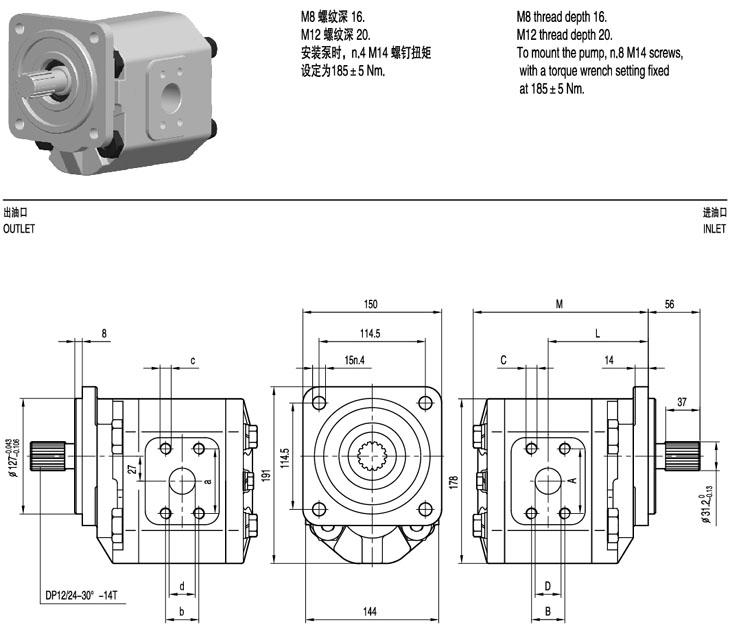 M8 螺纹深 16.
M12 螺纹深 20.
安装泵时，n.4 M14 螺钉扭矩
设定为185±5 Nm.
M8 thread depth 16.
M12 thread depth 20.
To mount the pump, n.8 M14 screws,
with a torque wrench setting fixed
at 185±5 Nm.
出油口
OUTLET
进油口
INLET
8
c
ø127-0.043 -0.106
27
a
DP12/24-30° -14T
d
b
150
114.5
15n.4
191
114.5
144
M
56
L
C
14
37
178
A
ø31.2 0 -0.13
D
B